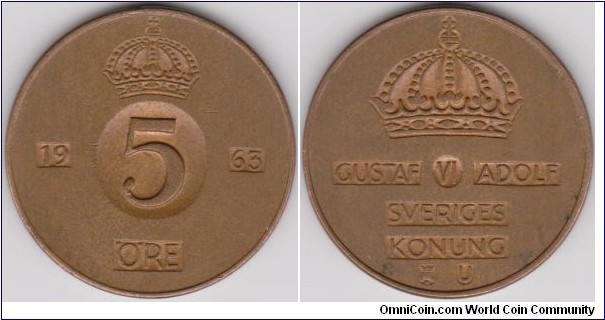 5
19 63
ÖRE
GUSTAF VI ADOLF
SVERIGES
KONUNG
U
OmniCoin.com World Coin Community